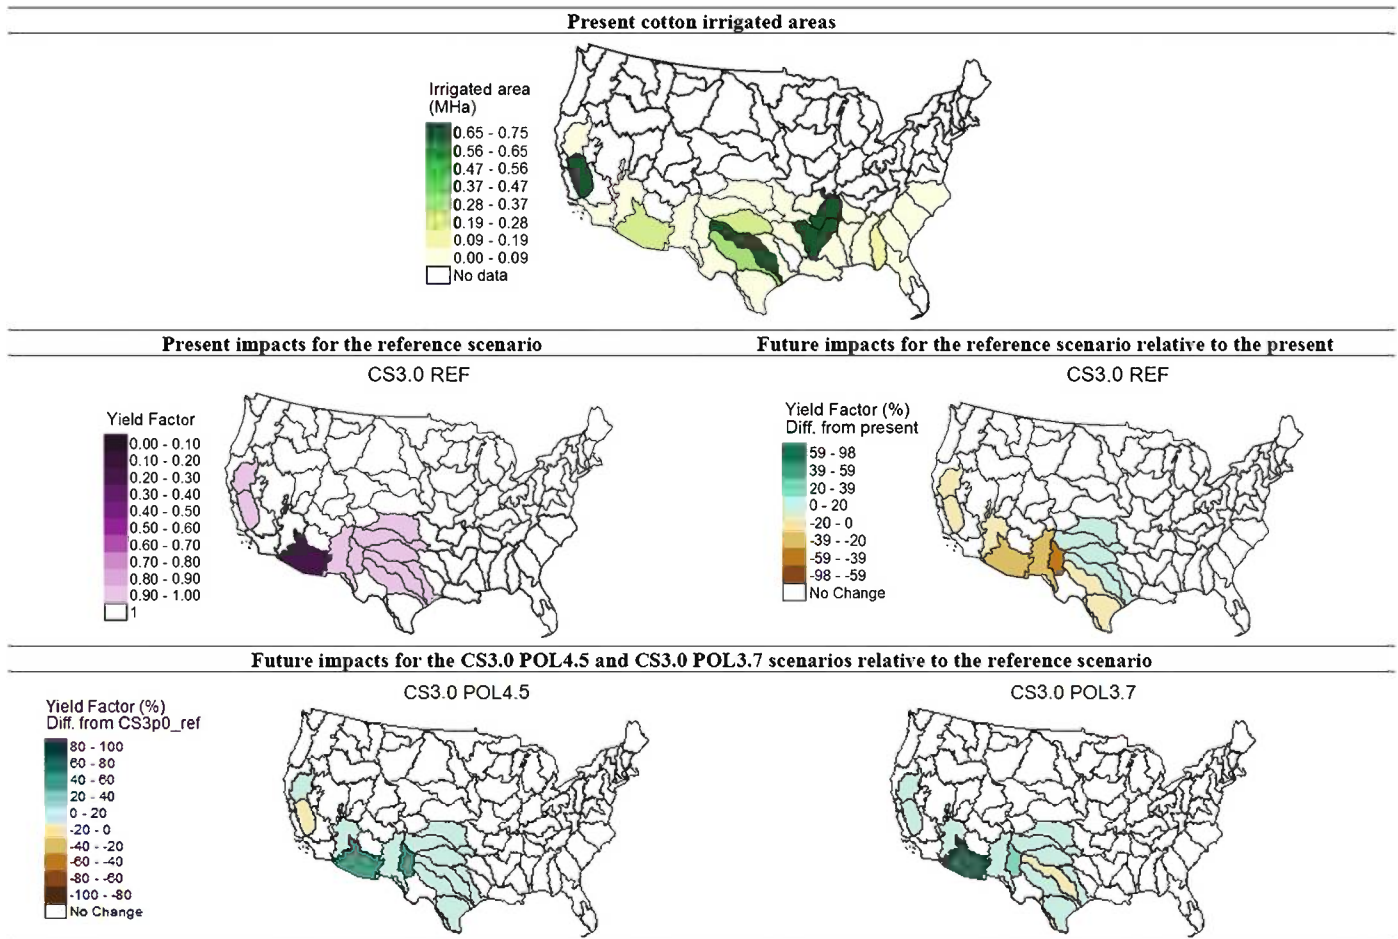 Present cotton irrigated areas
Irrigated area
(MHa)
0.65 - 0.75
0.56 - 0.65
0.47 - 0.56
0.37 - 0.47
0.28 - 0.37
0.19 - 0.28
0.09 - 0.19
0.00 - 0.09
No data
Present impacts for the reference scenario
Future impacts for the reference scenario relative to the present
CS3.0 REF
Yield Factor
0.00 - 0.10
0.10 - 0.20
0.20 - 0.30
0.30 - 0.40
0.40 - 0.50
0.50 - 0.60
0.60 - 0.70
0.70 - 0.80
0.80 - 0.90
0.90 - 1.00
1
CS3.0 REF
Yield Factor (%)
Diff. from present
59 - 98
39 - 59
20 - 39
0 - 20
-20 - 0
-39 - -20
-59 - -39
-98 - -59
No Change
Future impacts for the CS3.0 POL4.5 and CS3.0 POL3.7 scenarios relative to the reference scenario
CS3.0 POL4.5
Yield Factor (%)
Diff. from CS3p0_ref
80 - 100
60 - 80
40 - 60
20 - 40
0 - 20
-20 - 0
-40 - -20
-60 - -40
-80 - -60
-100 - -80
No Change
CS3.0 POL3.7